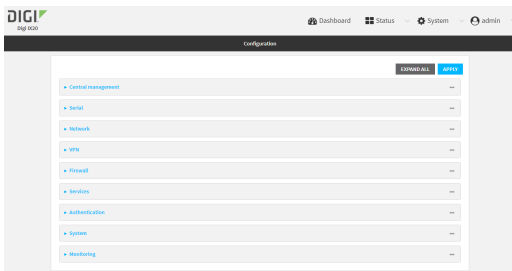 DIGI
Digi IX20
Dashboard Status System admin
Configuration
EXPAND ALL APPLY
Central management
Serial
Network
VPN
Firewall
Services
Authentication
System
Monitoring